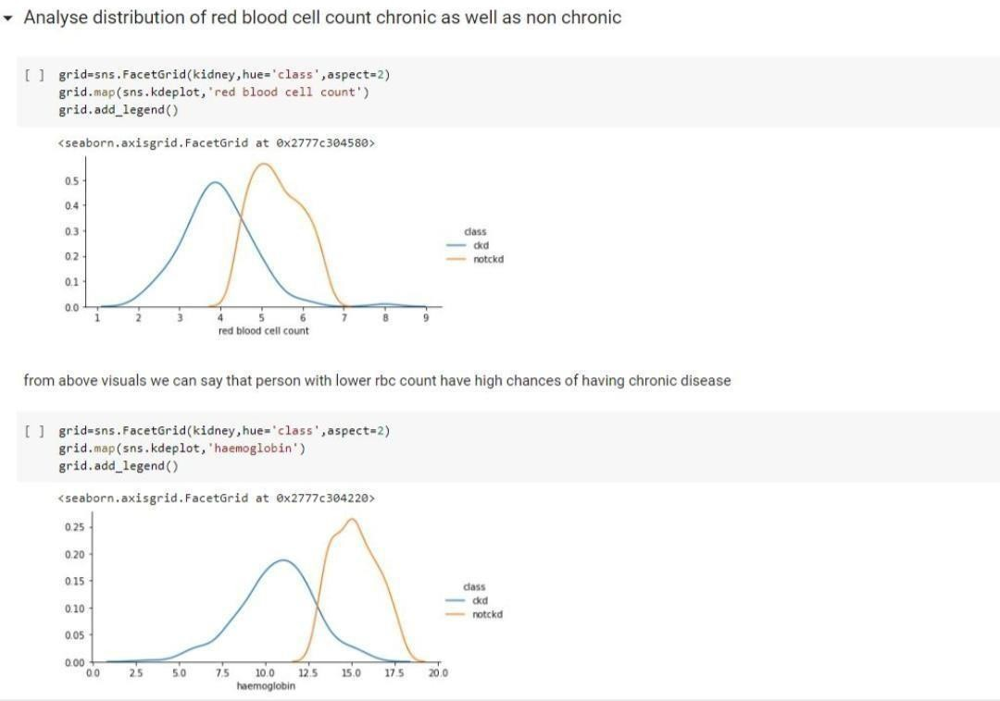 Analyse distribution of red blood cell count chronic as well as non chronic
[ ] grid=sns.FacetGrid(kidney,hue='class',aspect=2)
grid.map(sns.kdeplot,'red blood cell count')
grid.add_legend()
<seaborn.axisgrid.FacetGrid at 0x2777c304580>
0.5
0.4
0.3
0.2
0.1
0.0
class
ckd
notckd
1 2 3 4 5 6 7 8 9
red blood cell count
from above visuals we can say that person with lower rbc count have high chances of having chronic disease
[ ] grid=sns.FacetGrid(kidney,hue='class',aspect=2)
grid.map(sns.kdeplot,'haemoglobin')
grid.add_legend()
<seaborn.axisgrid.FacetGrid at 0x2777c304220>
0.25
0.20
0.15
0.10
0.05
0.00
class
ckd
notckd
0.0 2.5 5.0 7.5 10.0 12.5 15.0 17.5 20.0
haemoglobin